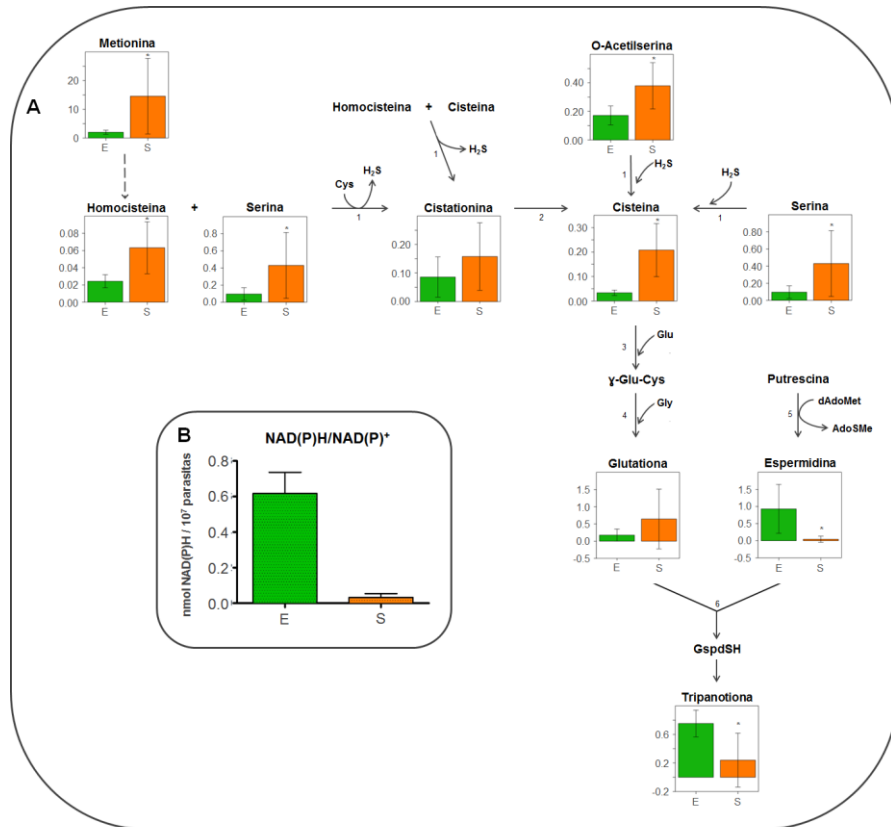 A
Metionina
20
10
0
*
E
S
Homocisteina + Cisteina
1
H₂S
O-Acetilserina
0.40
0.20
0.00
*
E
S
1
H₂S
Homocisteina + Serina
0.08
0.06
0.04
0.02
0.00
*
E
S
0.8
0.6
0.4
0.2
0.0
*
E
S
Cys
H₂S
1
Cistationina
0.20
0.10
0.00
E
S
2
Cisteina
0.30
0.20
0.10
0.00
*
E
S
H₂S
1
Serina
0.80
0.60
0.40
0.20
0.00
*
E
S
3
Glu
ɣ-Glu-Cys
4
Gly
Putrescina
5
dAdoMet
AdoSMe
Glutationa
1.5
1.0
0.5
0.0
-0.5
E
S
Espermidina
1.5
1.0
0.5
0.0
-0.5
*
E
S
6
GspdSH
Tripanotiona
0.6
0.2
-0.2
*
E
S
B
NAD(P)H/NAD(P)⁺
nmol NAD(P)H / 10⁷ parasitas
0.8
0.6
0.4
0.2
0.0
E
S